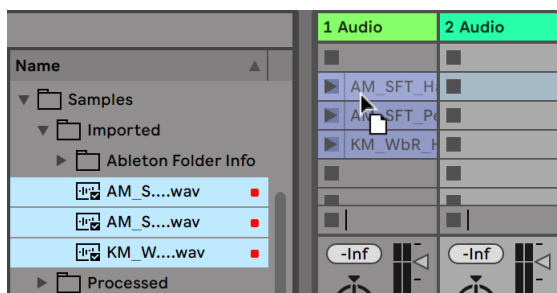 1 Audio
2 Audio
Name
Samples
Imported
Ableton Folder Info
AM_S....wav
AM_S....wav
KM_W....wav
Processed
AM_SFT_H
AM_SFT_Pe
KM_WbR_H
-Inf
-Inf